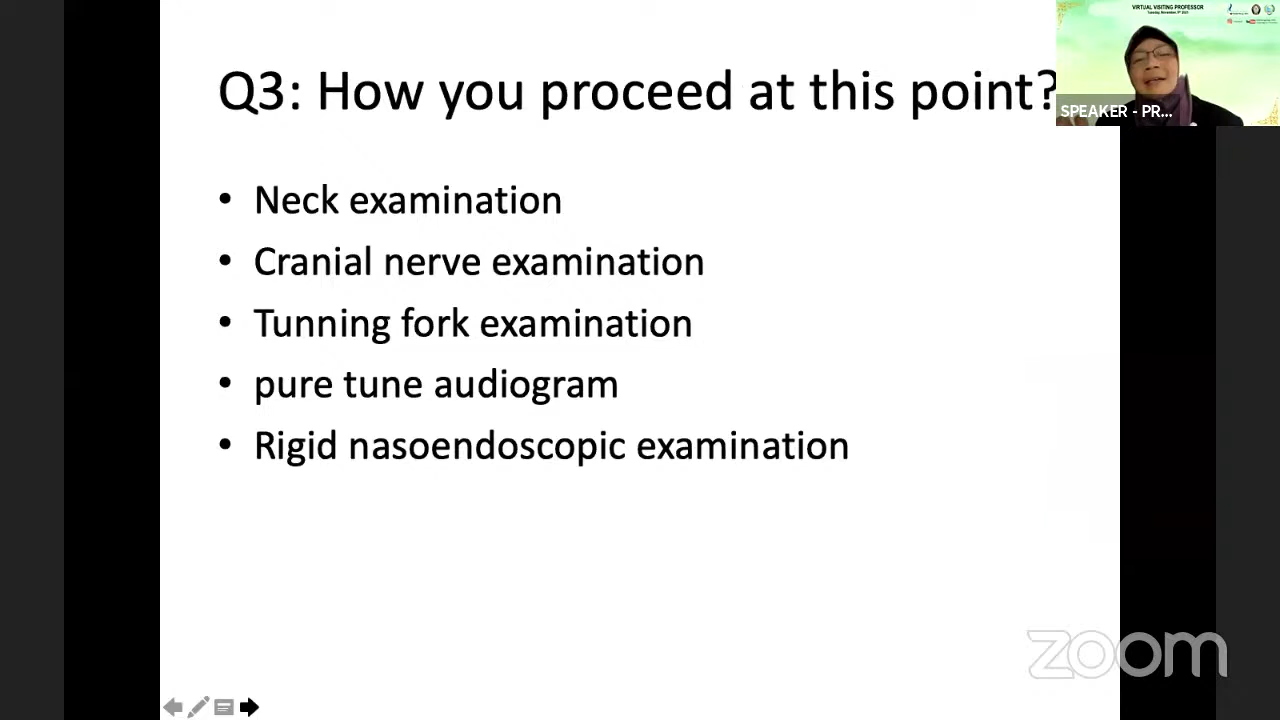 VIRTUAL VISITING PROFESSOR
Q3: How you proceed at this point?
SPEAKER - PR...
• Neck examination
• Cranial nerve examination
• Tunning fork examination
• pure tune audiogram
• Rigid nasoendoscopic examination
zoom